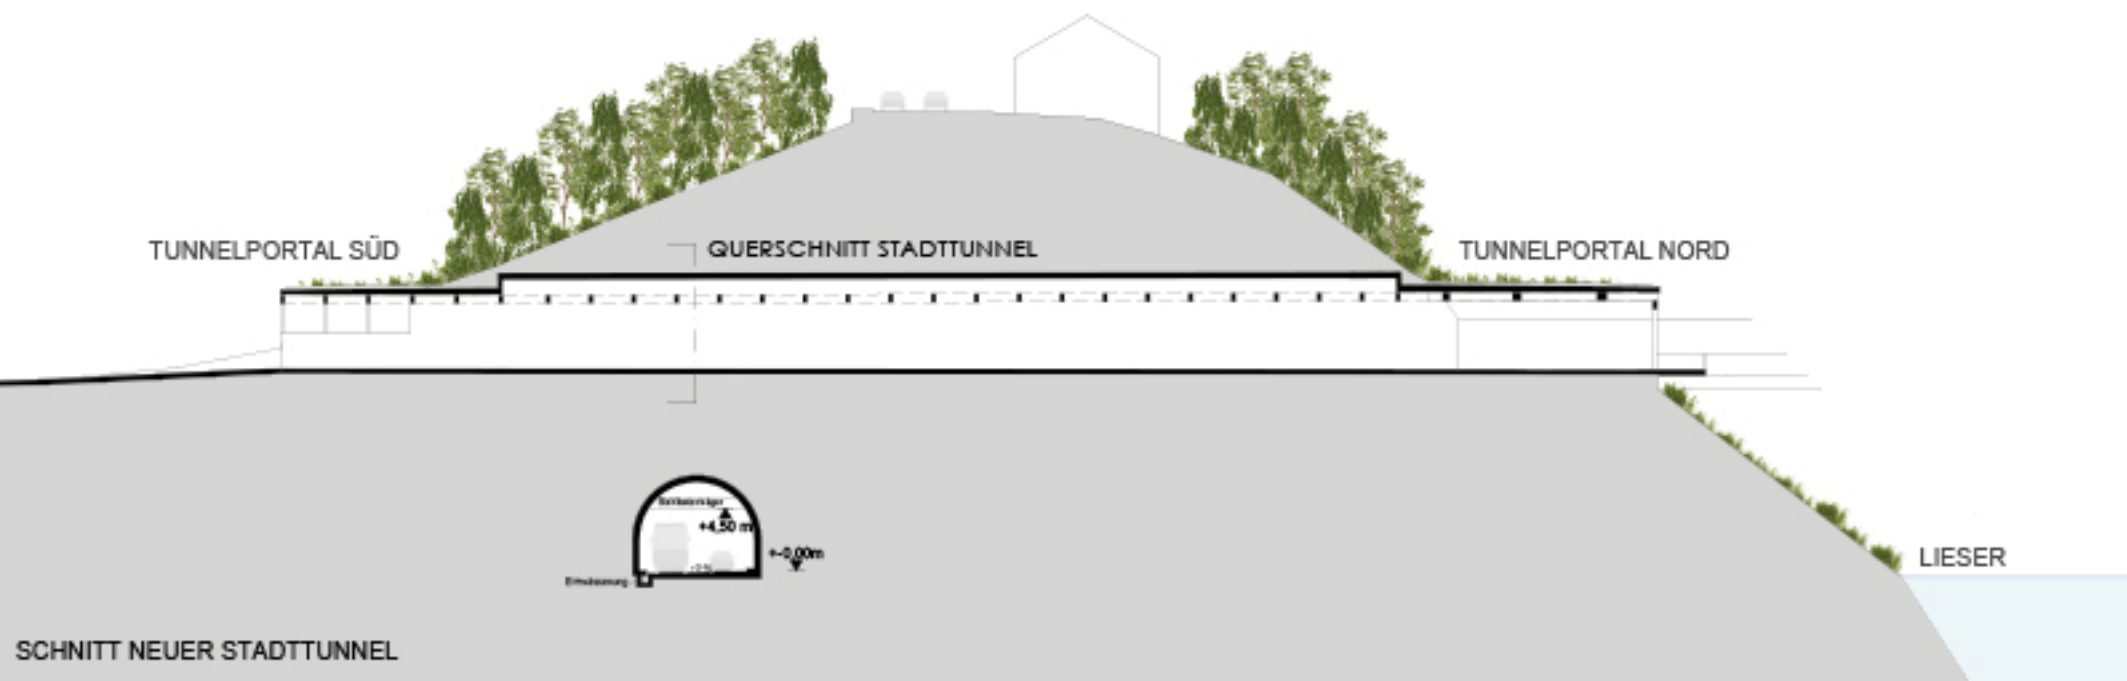 TUNNELPORTAL SÜD
QUERSCHNITT STADTTUNNEL
TUNNELPORTAL NORD
+4,50 m
+-0,00m
LIESER
SCHNITT NEUER STADTTUNNEL